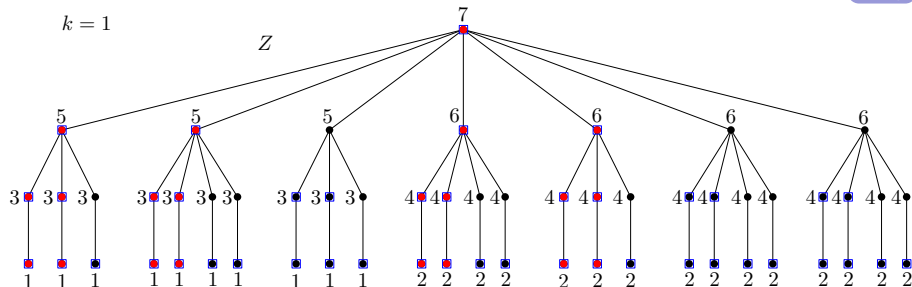 7
k = 1
Z
5 5 5 6 6 6 6
3 3 3 3 3 3 3 3 3 3 4 4 4 4 4 4 4 4 4 4 4 4 4 4 4
1 1 1 1 1 1 1 1 1 1 2 2 2 2 2 2 2 2 2 2 2 2 2 2 2